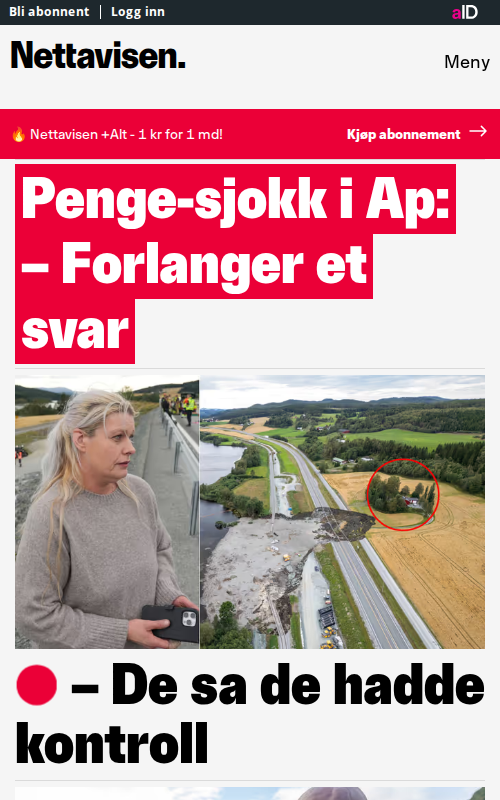 Bli abonnent | Logg inn
aID
Nettavisen.
Meny
🔥 Nettavisen +Alt - 1 kr for 1 md!
Kjøp abonnement →
Penge-sjokk i Ap:
– Forlanger et
svar
– De sa de hadde
kontroll